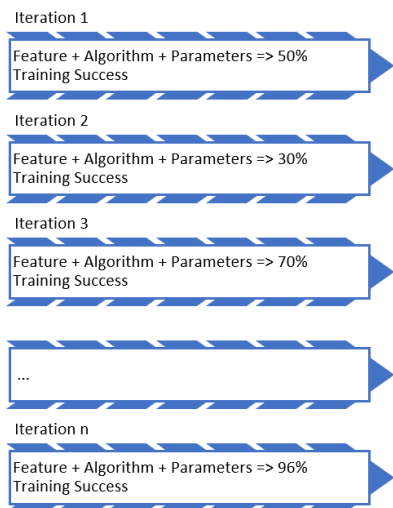 Iteration 1
Feature + Algorithm + Parameters => 50%
Training Success
Iteration 2
Feature + Algorithm + Parameters => 30%
Training Success
Iteration 3
Feature + Algorithm + Parameters => 70%
Training Success
...
Iteration n
Feature + Algorithm + Parameters => 96%
Training Success